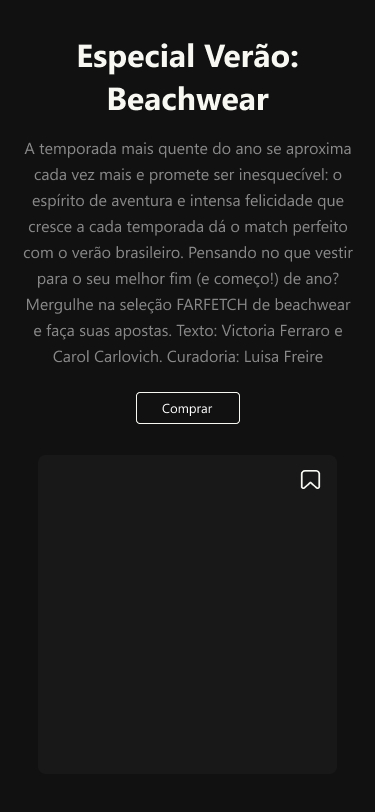 Especial Verão:
Beachwear
A temporada mais quente do ano se aproxima
cada vez mais e promete ser inesquecível: o
espírito de aventura e intensa felicidade que
cresce a cada temporada dá o match perfeito
com o verão brasileiro. Pensando no que vestir
para o seu melhor fim (e começo!) de ano?
Mergulhe na seleção FARFETCH de beachwear
e faça suas apostas. Texto: Victoria Ferraro e
Carol Carlovich. Curadoria: Luisa Freire
Comprar